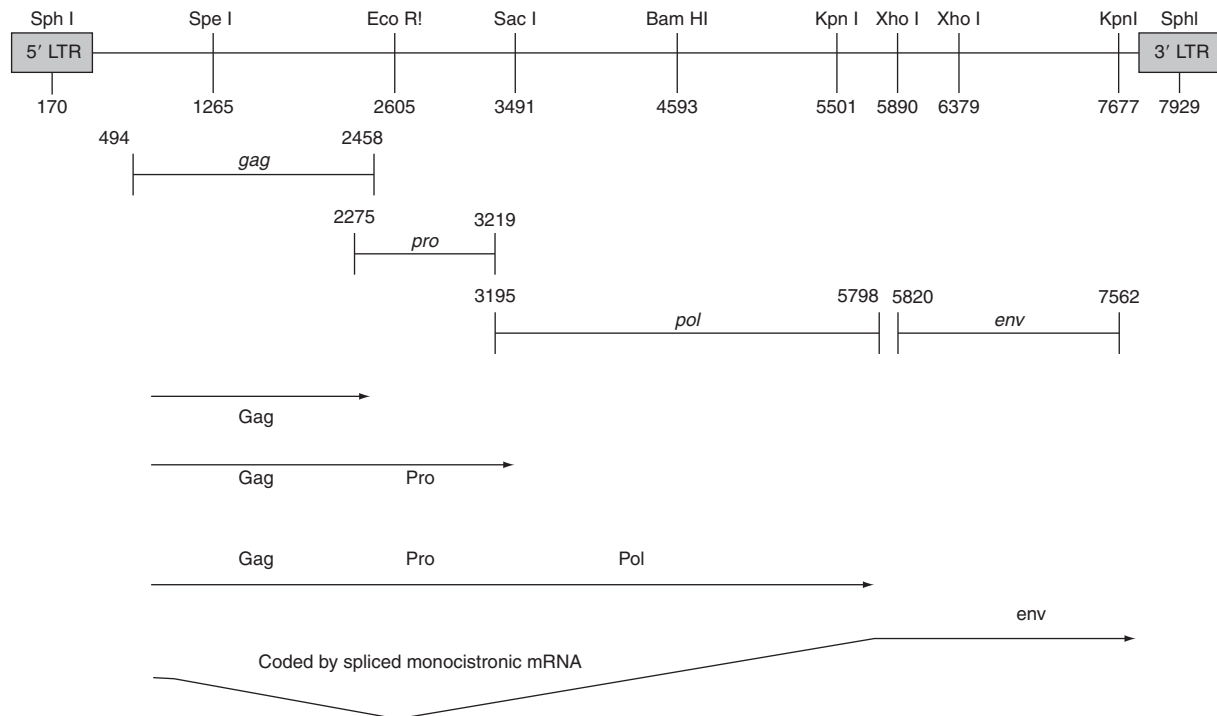 Sph I Spe I Eco R! Sac I Bam HI Kpn I Xho I Xho I KpnI SphI
5′ LTR 3′ LTR
170 1265 2605 3491 4593 5501 5890 6379 7677 7929
494 2458
gag
2275 3219
pro
3195 5798 5820 7562
pol env
Gag
Gag Pro
Gag Pro Pol
env
Coded by spliced monocistronic mRNA